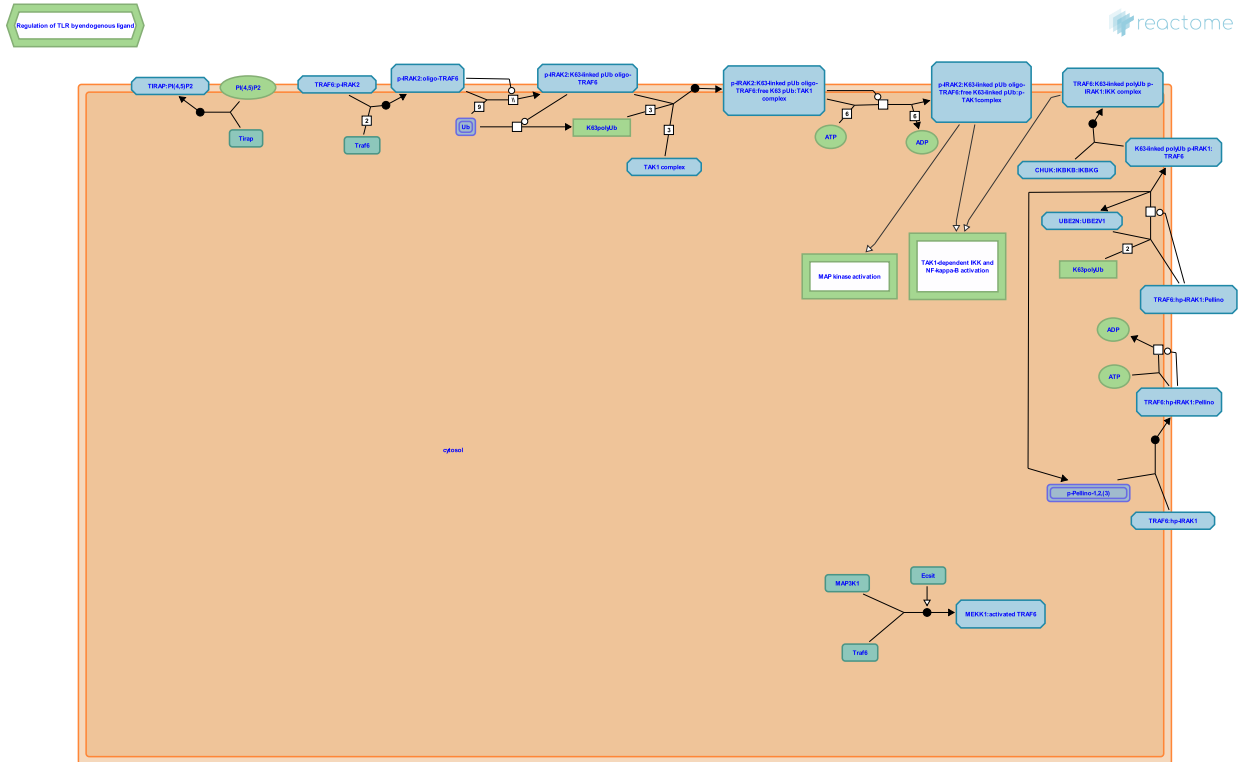 Regulation of TLR byendogenous ligand
reactome
TIRAP:PI(4,5)P2
PI(4,5)P2
Tirap
TRAF6:p-IRAK2
2
Traf6
p-IRAK2:oligo-TRAF6
9
\\
Ub
p-IRAK2:K63-linked pUb oligo-
TRAF6
K63polyUb
3
3
TAK1 complex
p-IRAK2:K63-linked pUb oligo-
TRAF6:free K63 pUb:TAK1
complex
6
ATP
6
ADP
p-IRAK2:K63-linked pUb oligo-
TRAF6:free K63-linked pUb:p-
TAK1complex
TRAF6:K63-linked polyUb p-
IRAK1:IKK complex
CHUK:IKBKB:IKBKG
K63-linked polyUb p-IRAK1:
TRAF6
UBE2N:UBE2V1
2
K63polyUb
MAP kinase activation
TAK1-dependent IKK and
NF-kappa-B activation
TRAF6:hp-IRAK1:Pellino
ADP
ATP
TRAF6:hp-IRAK1:Pellino
cytosol
p-Pellino-1,2,(3)
TRAF6:hp-IRAK1
MAP3K1
Ecsit
MEKK1:activated TRAF6
Traf6